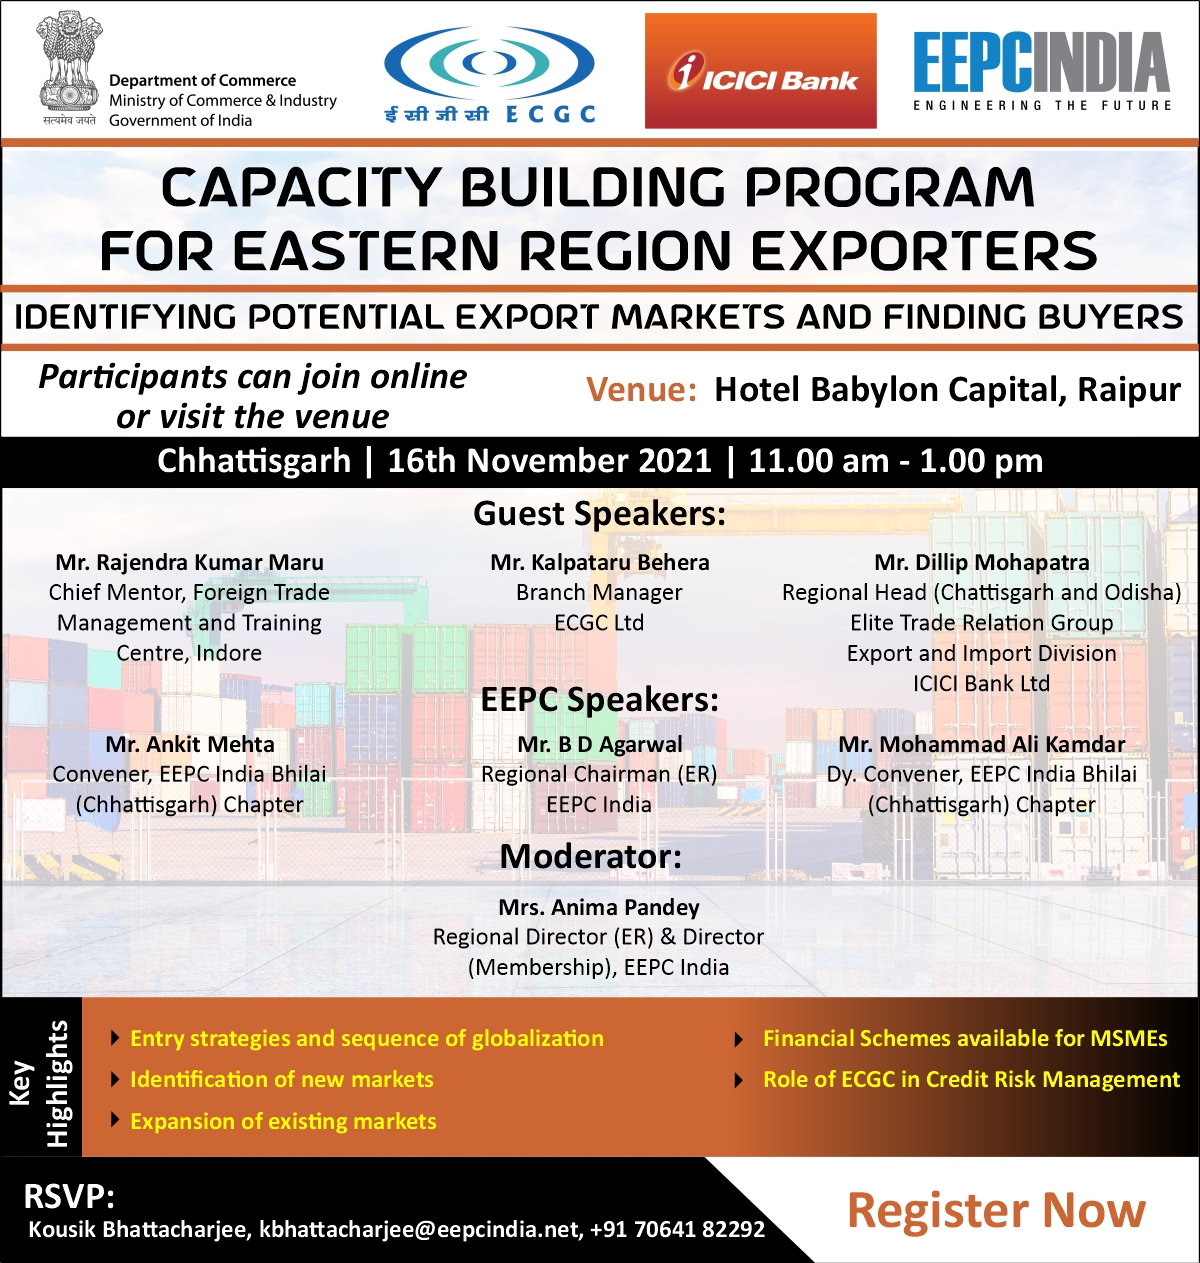 सत्यमेव जयते
Department of Commerce
Ministry of Commerce & Industry
Government of India
ई सी जी सी E C G C
i ICICI Bank
EEPCINDIA
ENGINEERING THE FUTURE
CAPACITY BUILDING PROGRAM
FOR EASTERN REGION EXPORTERS
IDENTIFYING POTENTIAL EXPORT MARKETS AND FINDING BUYERS
Participants can join online
or visit the venue
Venue: Hotel Babylon Capital, Raipur
Chhattisgarh | 16th November 2021 | 11.00 am - 1.00 pm
Guest Speakers:
Mr. Rajendra Kumar Maru
Chief Mentor, Foreign Trade
Management and Training
Centre, Indore
Mr. Kalpataru Behera
Branch Manager
ECGC Ltd
Mr. Dillip Mohapatra
Regional Head (Chattisgarh and Odisha)
Elite Trade Relation Group
Export and Import Division
ICICI Bank Ltd
EEPC Speakers:
Mr. Ankit Mehta
Convener, EEPC India Bhilai
(Chhattisgarh) Chapter
Mr. B D Agarwal
Regional Chairman (ER)
EEPC India
Mr. Mohammad Ali Kamdar
Dy. Convener, EEPC India Bhilai
(Chhattisgarh) Chapter
Moderator:
Mrs. Anima Pandey
Regional Director (ER) & Director
(Membership), EEPC India
Key
Highlights
Entry strategies and sequence of globalization
Identification of new markets
Expansion of existing markets
Financial Schemes available for MSMEs
Role of ECGC in Credit Risk Management
RSVP:
Kousik Bhattacharjee, kbhattacharjee@eepcindia.net, +91 70641 82292
Register Now